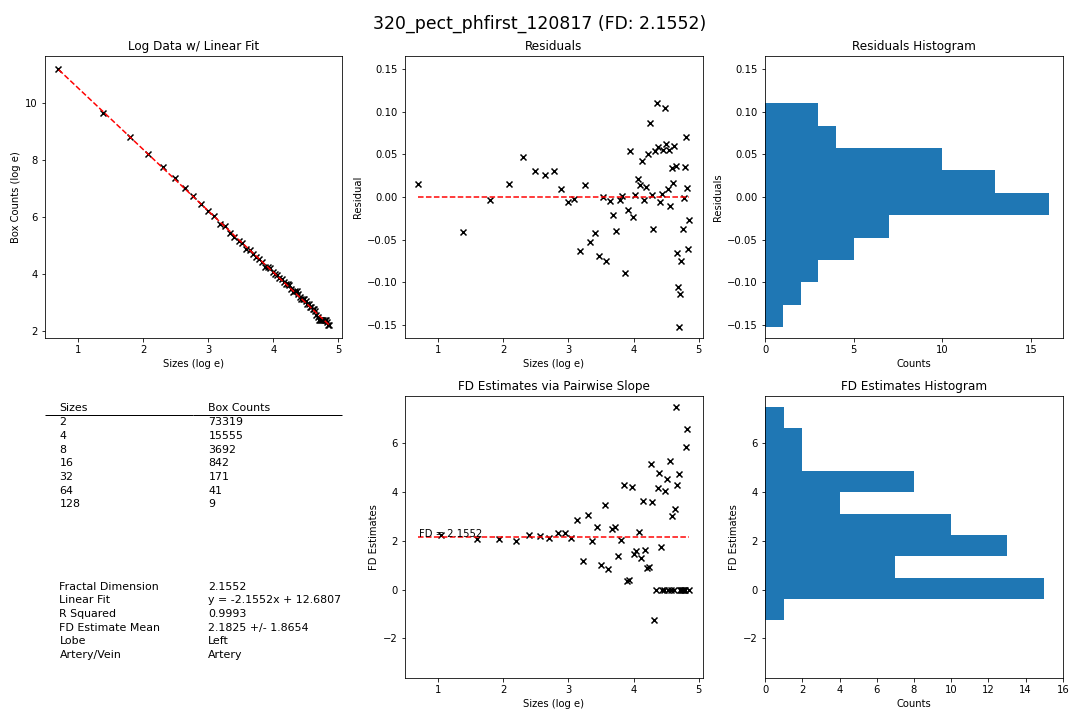 320_pect_phfirst_120817 (FD: 2.1552)
Log Data w/ Linear Fit
Box Counts (log e)
10
8
6
4
2
1 2 3 4 5
Sizes (log e)
Residuals
Residual
0.15
0.10
0.05
0.00
−0.05
−0.10
−0.15
1 2 3 4 5
Sizes (log e)
Residuals Histogram
Residuals
0.15
0.10
0.05
0.00
−0.05
−0.10
−0.15
0 5 10 15
Counts
Sizes Box Counts
2 73319
4 15555
8 3692
16 842
32 171
64 41
128 9
Fractal Dimension 2.1552
Linear Fit y = -2.1552x + 12.6807
R Squared 0.9993
FD Estimate Mean 2.1825 +/- 1.8654
Lobe Left
Artery/Vein Artery
FD Estimates via Pairwise Slope
FD Estimates
6
4
2
0
−2
FD = 2.1552
1 2 3 4 5
Sizes (log e)
FD Estimates Histogram
FD Estimates
6
4
2
0
−2
0 2 4 6 8 10 12 14 16
Counts